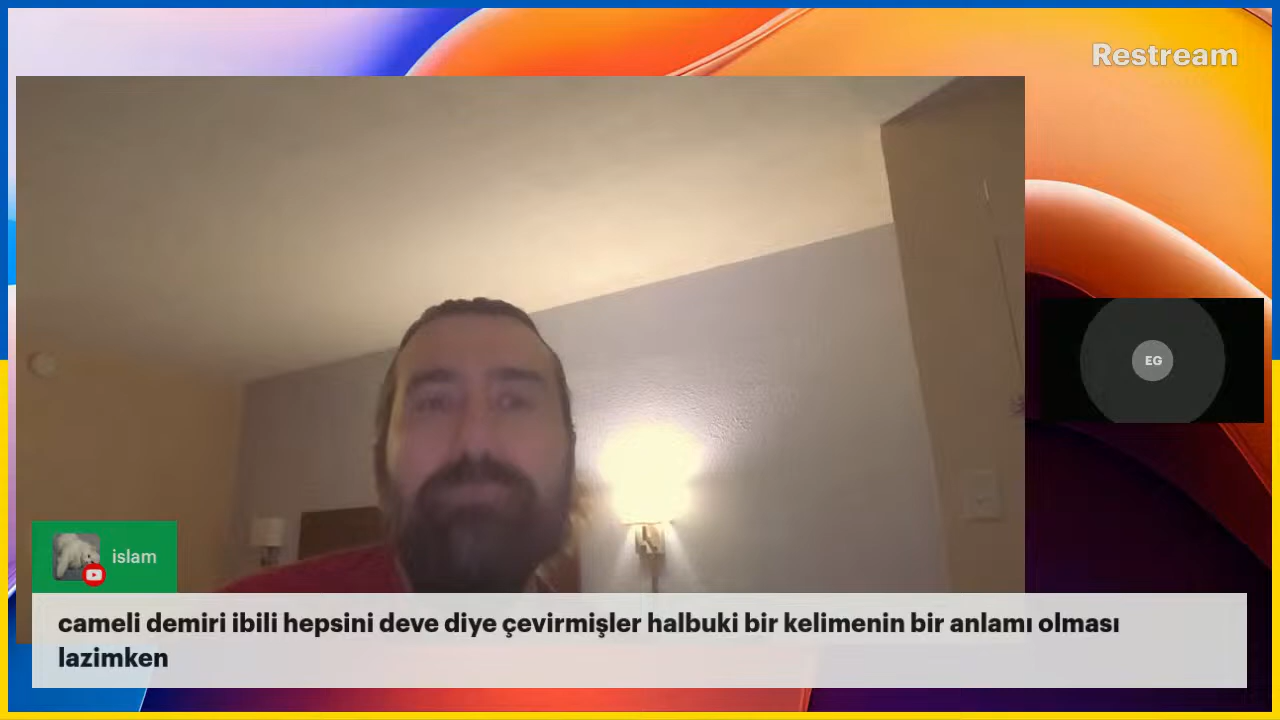 Restream
EG
islam
cameli demiri ibili hepsini deve diye çevirmişler halbuki bir kelimenin bir anlamı olması
lazimken